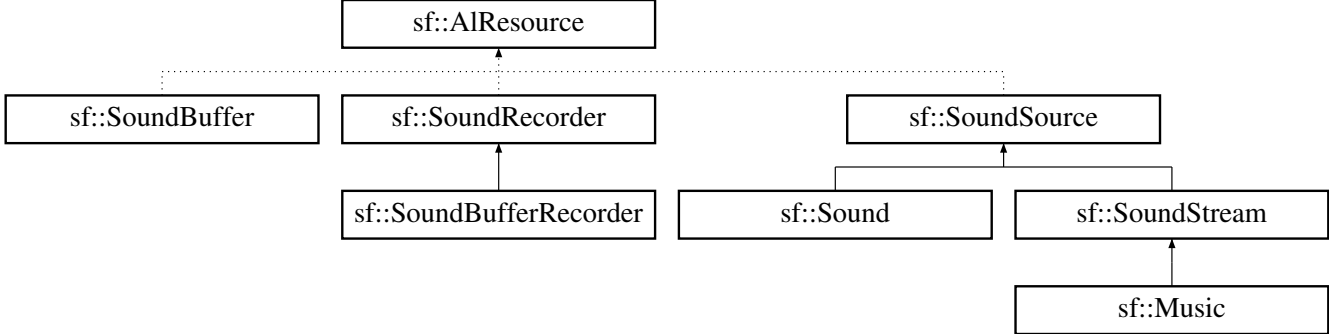 sf::AlResource
sf::SoundBuffer
sf::SoundRecorder
sf::SoundSource
sf::SoundBufferRecorder
sf::Sound
sf::SoundStream
sf::Music